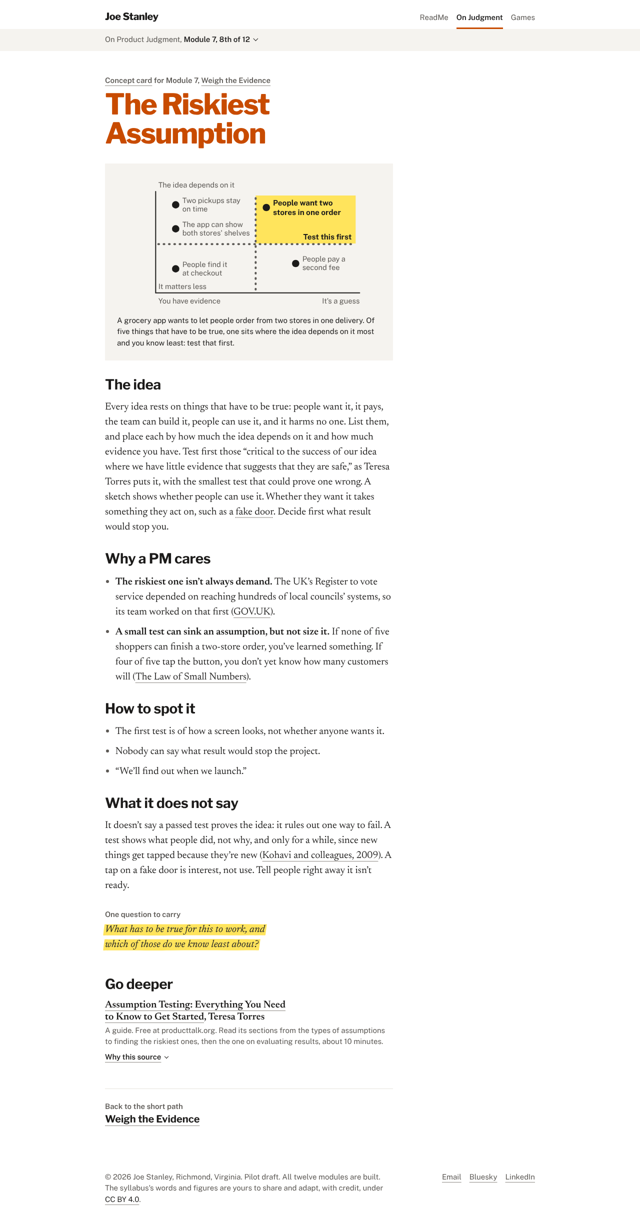 Joe Stanley
ReadMe On Judgment Games
On Product Judgment, Module 7, 8th of 12
Concept card for Module 7, Weigh the Evidence
The Riskiest
Assumption
The idea depends on it
Two pickups stay
on time
The app can show
both stores' shelves
People want two
stores in one order
Test this first
People find it
at checkout
People pay a
second fee
It matters less
You have evidence
It's a guess
A grocery app wants to let people order from two stores in one delivery. Of
five things that have to be true, one sits where the idea depends on it most
and you know least: test that first.
The idea
Every idea rests on things that have to be true: people want it, it pays,
the team can build it, people can use it, and it harms no one. List them,
and place each by how much the idea depends on it and how much
evidence you have. Test first those “critical to the success of our idea
where we have little evidence that suggests that they are safe,” as Teresa
Torres puts it, with the smallest test that could prove one wrong. A
sketch shows whether people can use it. Whether they want it takes
something they act on, such as a fake door. Decide first what result
would stop you.
Why a PM cares
• The riskiest one isn’t always demand. The UK’s Register to vote
service depended on reaching hundreds of local councils’ systems, so
its team worked on that first (GOV.UK).
• A small test can sink an assumption, but not size it. If none of five
shoppers can finish a two-store order, you’ve learned something. If
four of five tap the button, you don’t yet know how many customers
will (The Law of Small Numbers).
How to spot it
• The first test is of how a screen looks, not whether anyone wants it.
• Nobody can say what result would stop the project.
• “We’ll find out when we launch.”
What it does not say
It doesn’t say a passed test proves the idea: it rules out one way to fail. A
test shows what people did, not why, and only for a while, since new
things get tapped because they’re new (Kohavi and colleagues, 2009). A
tap on a fake door is interest, not use. Tell people right away it isn’t
ready.
One question to carry
What has to be true for this to work, and
which of those do we know least about?
Go deeper
Assumption Testing: Everything You Need
to Know to Get Started, Teresa Torres
A guide. Free at producttalk.org. Read its sections from the types of assumptions
to finding the riskiest ones, then the one on evaluating results, about 10 minutes.
Why this source
Back to the short path
Weigh the Evidence
© 2026 Joe Stanley, Richmond, Virginia. Pilot draft. All twelve modules are built.
The syllabus’s words and figures are yours to share and adapt, with credit, under
CC BY 4.0.
Email Bluesky LinkedIn